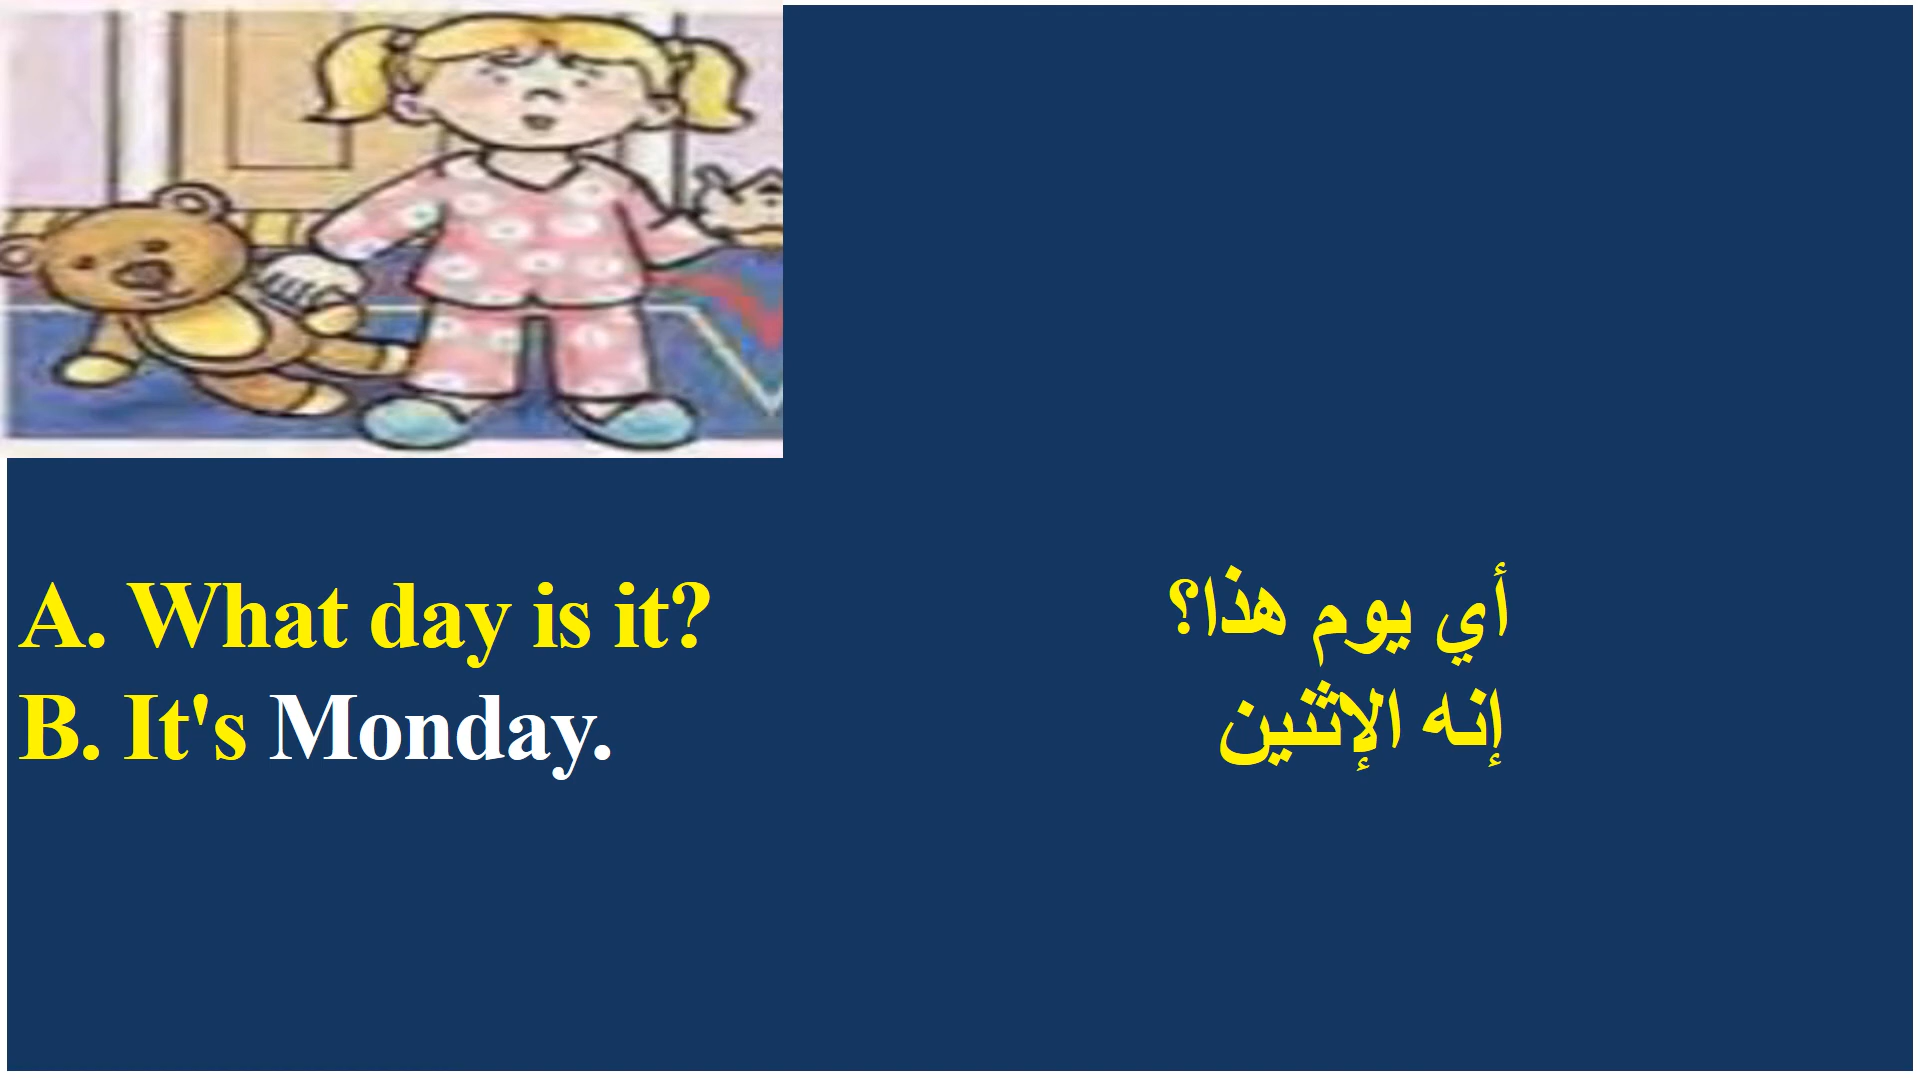 A. What day is it? أي يوم هذا؟
B. It's Monday. إنه الإثنين